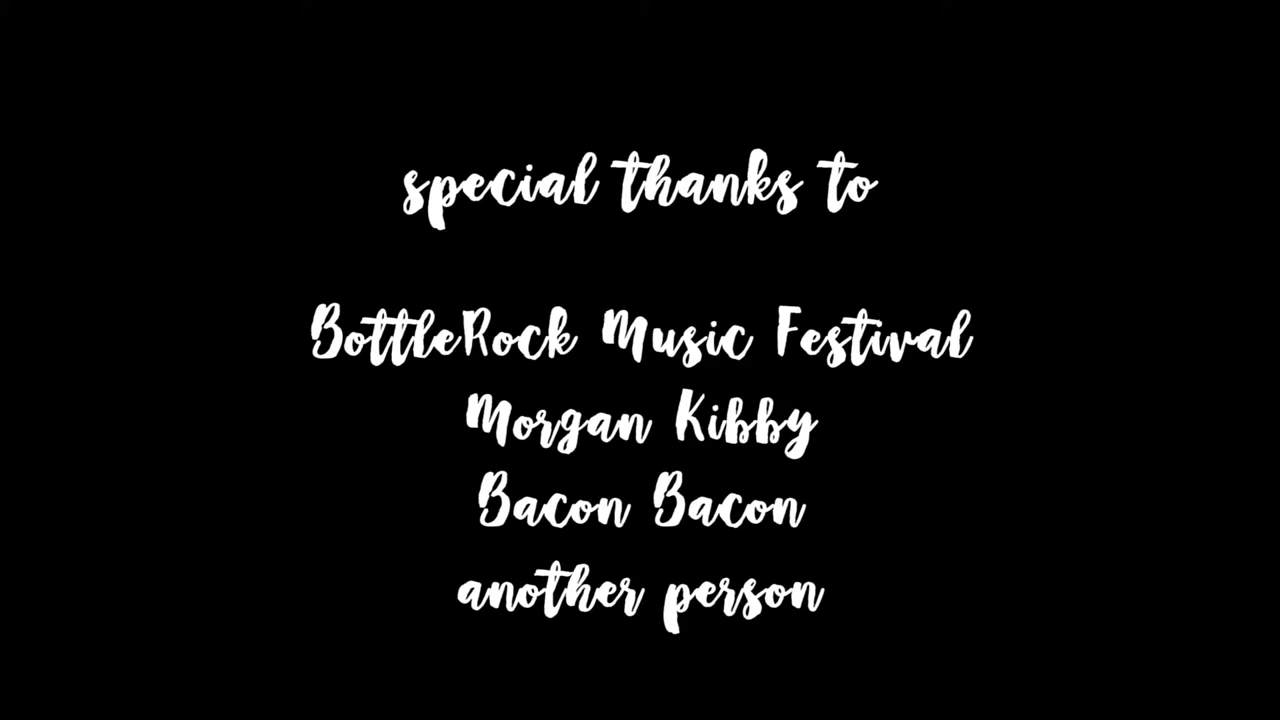 special thanks to
BottleRock Music Festival
Morgan Kibby
Bacon Bacon
another person